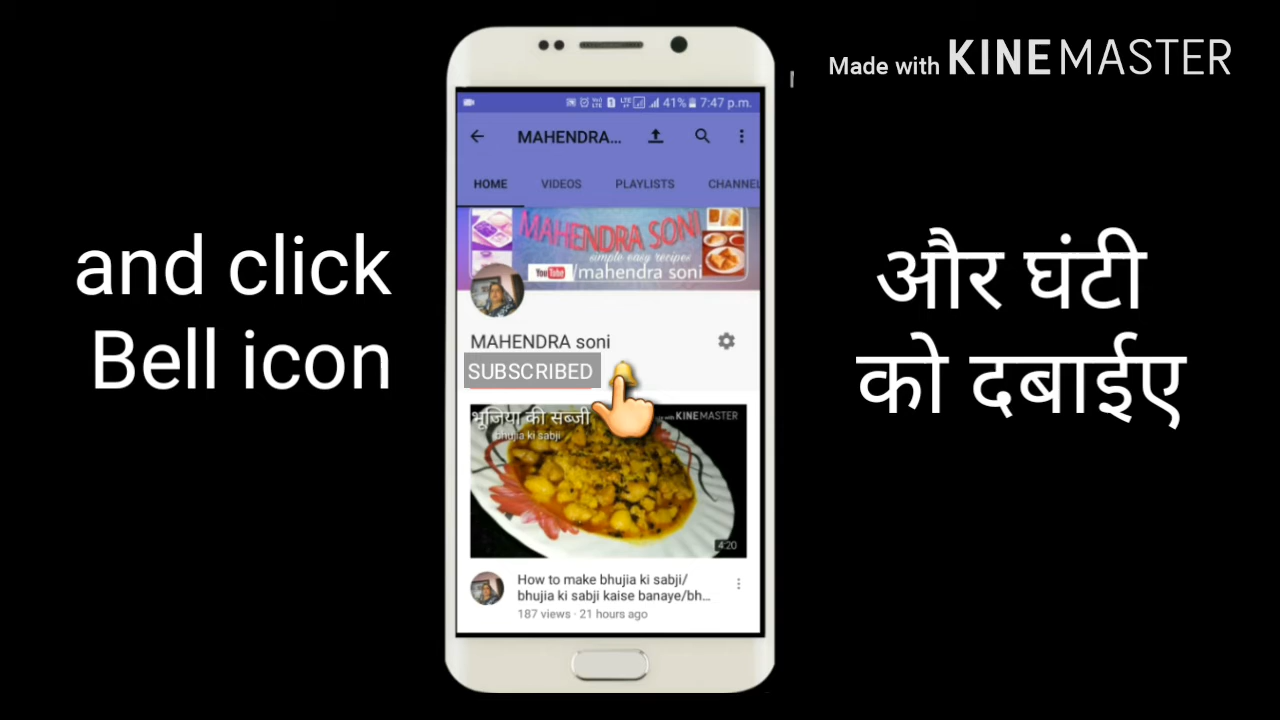 Made with KINEMASTER
and click
Bell icon
और घंटी
को दबाईए
41% 7:47 p.m.
MAHENDRA...
HOME VIDEOS PLAYLISTS CHANNEL
MAHENDRA SONI
simple easy recipes
YouTube /mahendra soni
MAHENDRA soni
SUBSCRIBED
भूजिया की सब्जी
bhujia ki sabji
KINEMASTER
4:20
How to make bhujia ki sabji/
bhujia ki sabji kaise banaye/bh...
187 views · 21 hours ago